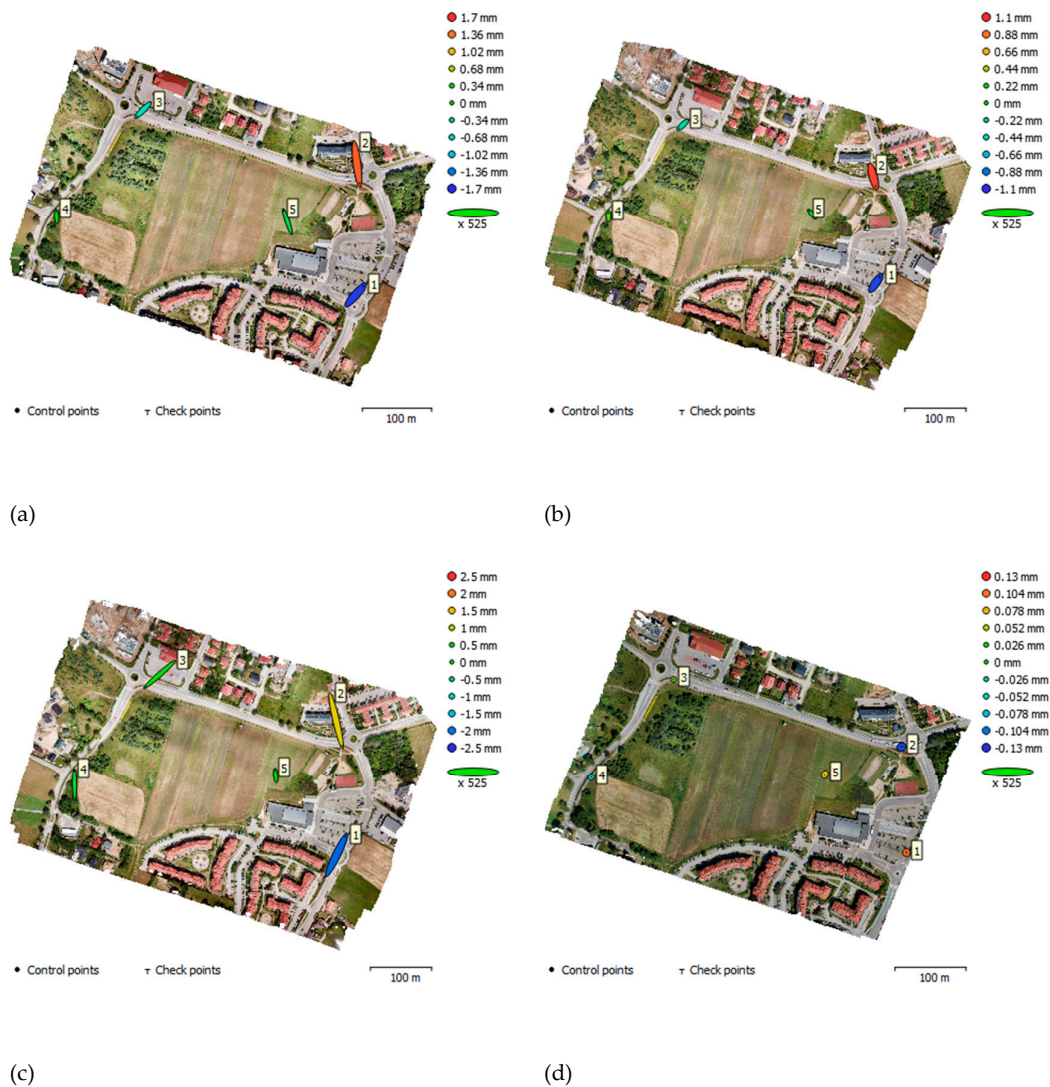 1.7 mm
1.36 mm
1.02 mm
0.68 mm
0.34 mm
0 mm
-0.34 mm
-0.68 mm
-1.02 mm
-1.36 mm
-1.7 mm
x 525
3
2
4
5
1
Control points
Check points
100 m
(a)
1.1 mm
0.88 mm
0.66 mm
0.44 mm
0.22 mm
0 mm
-0.22 mm
-0.44 mm
-0.66 mm
-0.88 mm
-1.1 mm
x 525
3
2
4
5
1
Control points
Check points
100 m
(b)
2.5 mm
2 mm
1.5 mm
1 mm
0.5 mm
0 mm
-0.5 mm
-1 mm
-1.5 mm
-2 mm
-2.5 mm
x 525
3
2
4
5
1
Control points
Check points
100 m
(c)
0.13 mm
0.104 mm
0.078 mm
0.052 mm
0.026 mm
0 mm
-0.026 mm
-0.052 mm
-0.078 mm
-0.104 mm
-0.13 mm
x 525
3
2
4
5
1
Control points
Check points
100 m
(d)